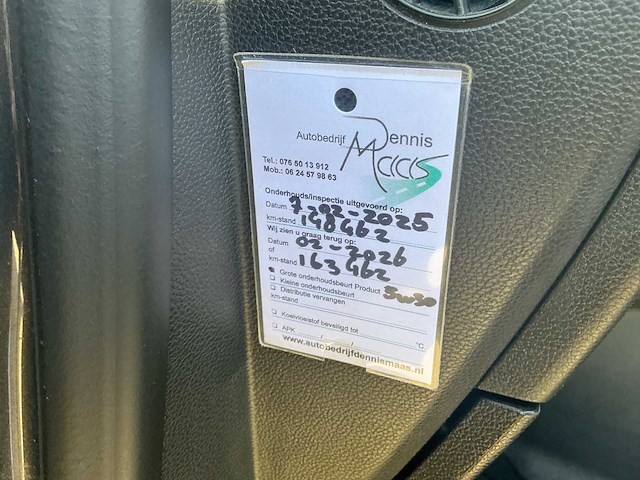 Autobedrijf Dennis
Maas
Tel.: 076 50 13 912
Mob.: 06 24 57 98 63
Onderhouds/inspectie uitgevoerd op:
Datum 7-02-2025
km-stand 148462
Wij zien u graag terug op:
Datum 02-2026
of
km-stand 163462
Grote onderhoudsbeurt Product 5w30
Kleine onderhoudsbeurt
Distributie vervangen
km-stand
Koelvloeistof beveiligd tot °C
APK / /
www.autobedrijfdennismaas.nl